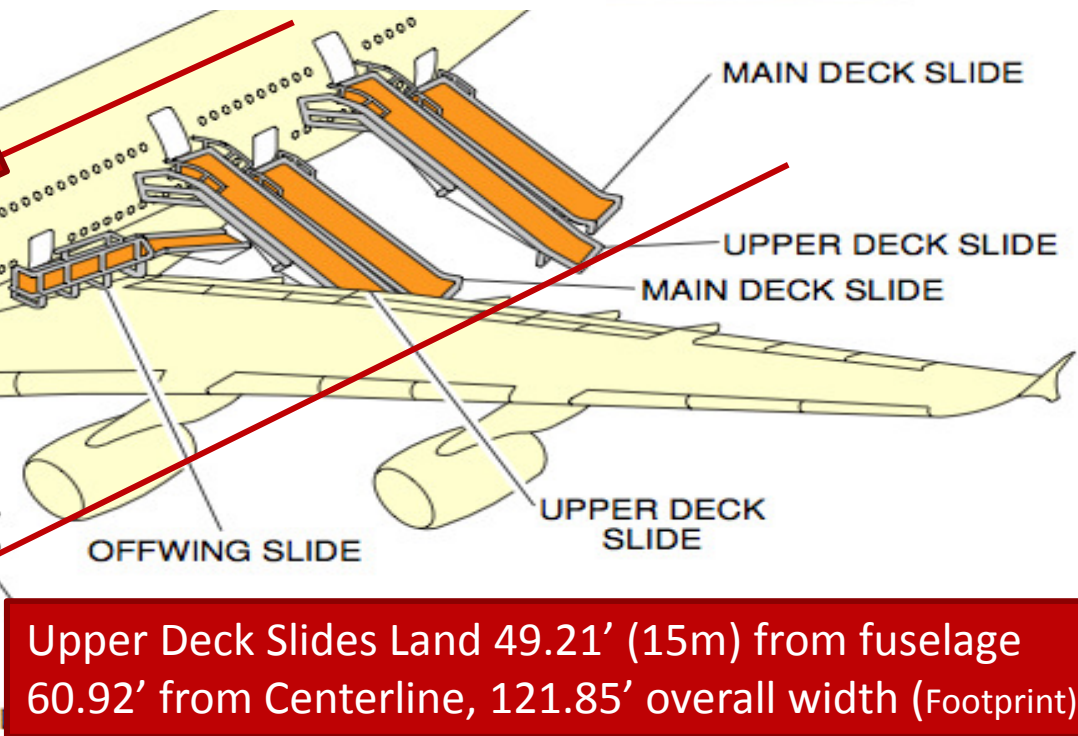 MAIN DECK SLIDE
UPPER DECK SLIDE
MAIN DECK SLIDE
UPPER DECK
SLIDE
OFFWING SLIDE
Upper Deck Slides Land 49.21’ (15m) from fuselage
60.92’ from Centerline, 121.85’ overall width (Footprint)